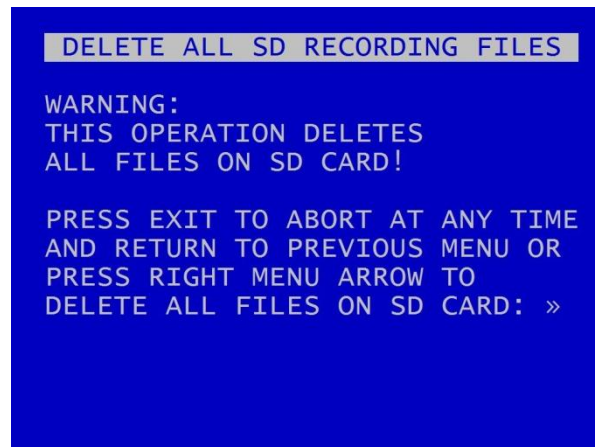 DELETE ALL SD RECORDING FILES
WARNING:
THIS OPERATION DELETES
ALL FILES ON SD CARD!
PRESS EXIT TO ABORT AT ANY TIME
AND RETURN TO PREVIOUS MENU OR
PRESS RIGHT MENU ARROW TO
DELETE ALL FILES ON SD CARD: »